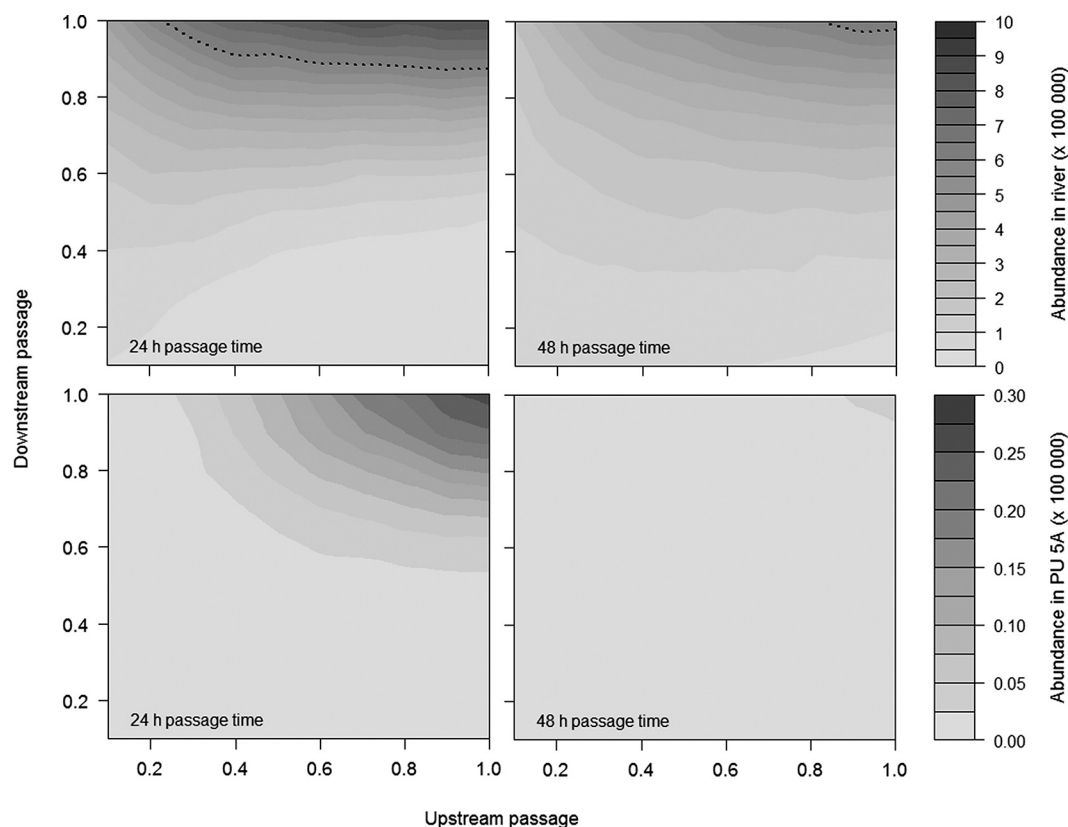 Downstream passage
1.0
0.8
0.6
0.4
0.2
24 h passage time
48 h passage time
10
9
8
7
6
5
4
3
2
1
0
Abundance in river (x 100 000)
1.0
0.8
0.6
0.4
0.2
24 h passage time
48 h passage time
0.30
0.25
0.20
0.15
0.10
0.05
0.00
Abundance in PU 5A (x 100 000)
0.2 0.4 0.6 0.8 1.0
0.2 0.4 0.6 0.8 1.0
Upstream passage